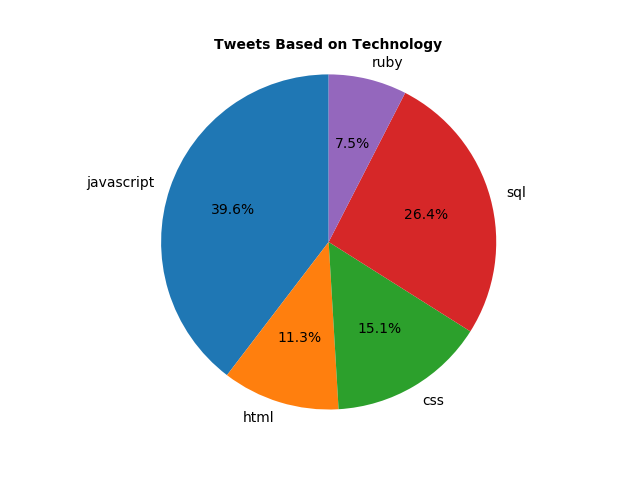 Tweets Based on Technology
ruby
7.5%
javascript
39.6%
sql
26.4%
11.3%
15.1%
html
css